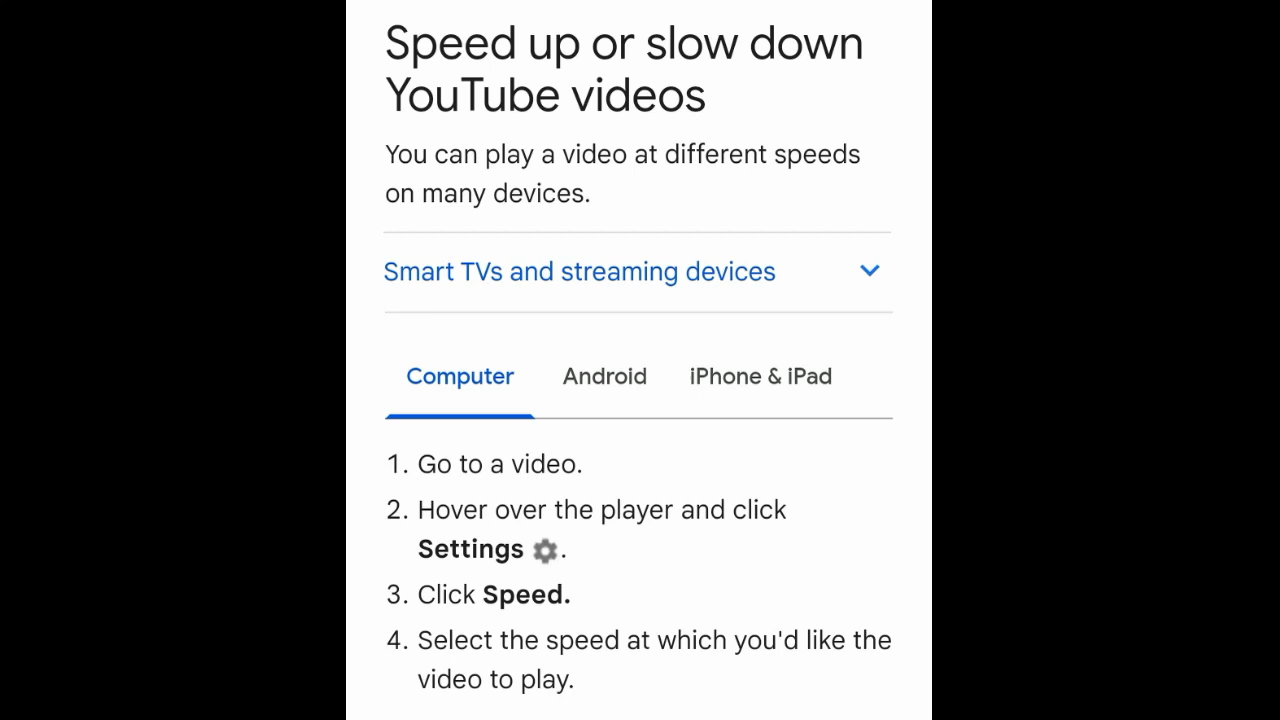 Speed up or slow down
YouTube videos
You can play a video at different speeds
on many devices.
Smart TVs and streaming devices
Computer Android iPhone & iPad
1. Go to a video.
2. Hover over the player and click
Settings .
3. Click Speed.
4. Select the speed at which you'd like the
video to play.